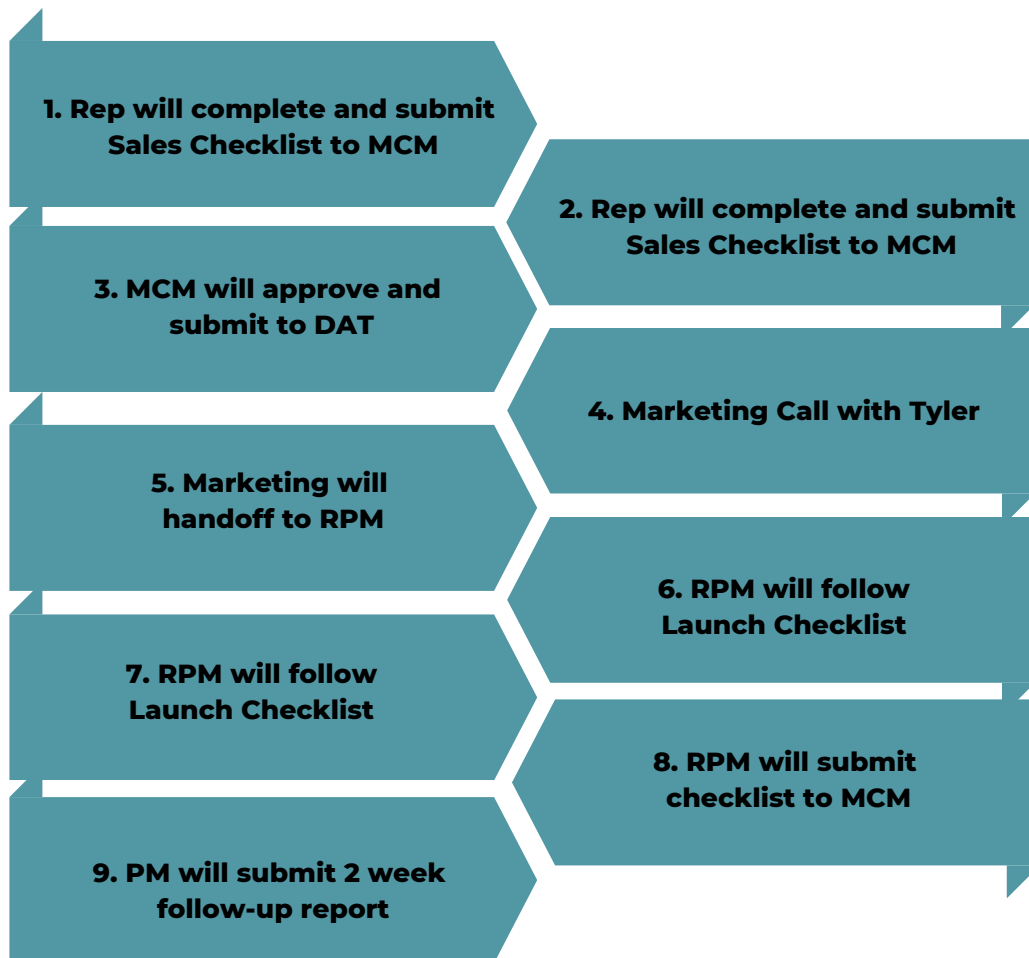 1. Rep will complete and submit
Sales Checklist to MCM
2. Rep will complete and submit
Sales Checklist to MCM
3. MCM will approve and
submit to DAT
4. Marketing Call with Tyler
5. Marketing will
handoff to RPM
6. RPM will follow
Launch Checklist
7. RPM will follow
Launch Checklist
8. RPM will submit
checklist to MCM
9. PM will submit 2 week
follow-up report